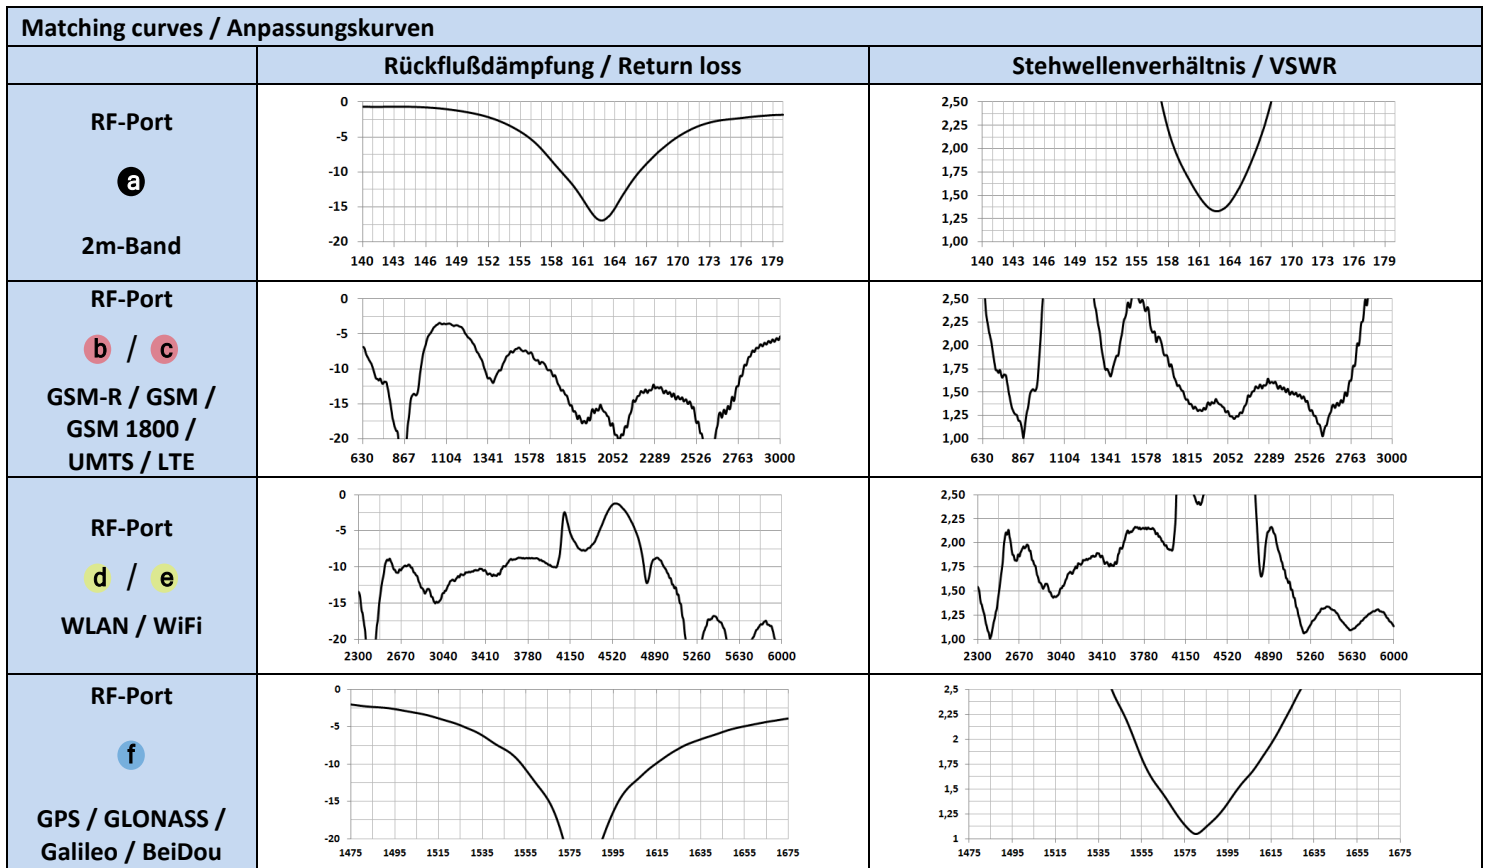 Matching curves / Anpassungskurven
Rückflußdämpfung / Return loss
Stehwellenverhältnis / VSWR
RF-Port
a
2m-Band
0
-5
-10
-15
-20
140 143 146 149 152 155 158 161 164 167 170 173 176 179
2,50
2,25
2,00
1,75
1,50
1,25
1,00
140 143 146 149 152 155 158 161 164 167 170 173 176 179
RF-Port
b / c
GSM-R / GSM /
GSM 1800 /
UMTS / LTE
0
-5
-10
-15
-20
630 867 1104 1341 1578 1815 2052 2289 2526 2763 3000
2,50
2,25
2,00
1,75
1,50
1,25
1,00
630 867 1104 1341 1578 1815 2052 2289 2526 2763 3000
RF-Port
d / e
WLAN / WiFi
0
-5
-10
-15
-20
2300 2670 3040 3410 3780 4150 4520 4890 5260 5630 6000
2,50
2,25
2,00
1,75
1,50
1,25
1,00
2300 2670 3040 3410 3780 4150 4520 4890 5260 5630 6000
RF-Port
f
GPS / GLONASS /
Galileo / BeiDou
0
-5
-10
-15
-20
1475 1495 1515 1535 1555 1575 1595 1615 1635 1655 1675
2,5
2,25
2
1,75
1,5
1,25
1
1475 1495 1515 1535 1555 1575 1595 1615 1635 1655 1675